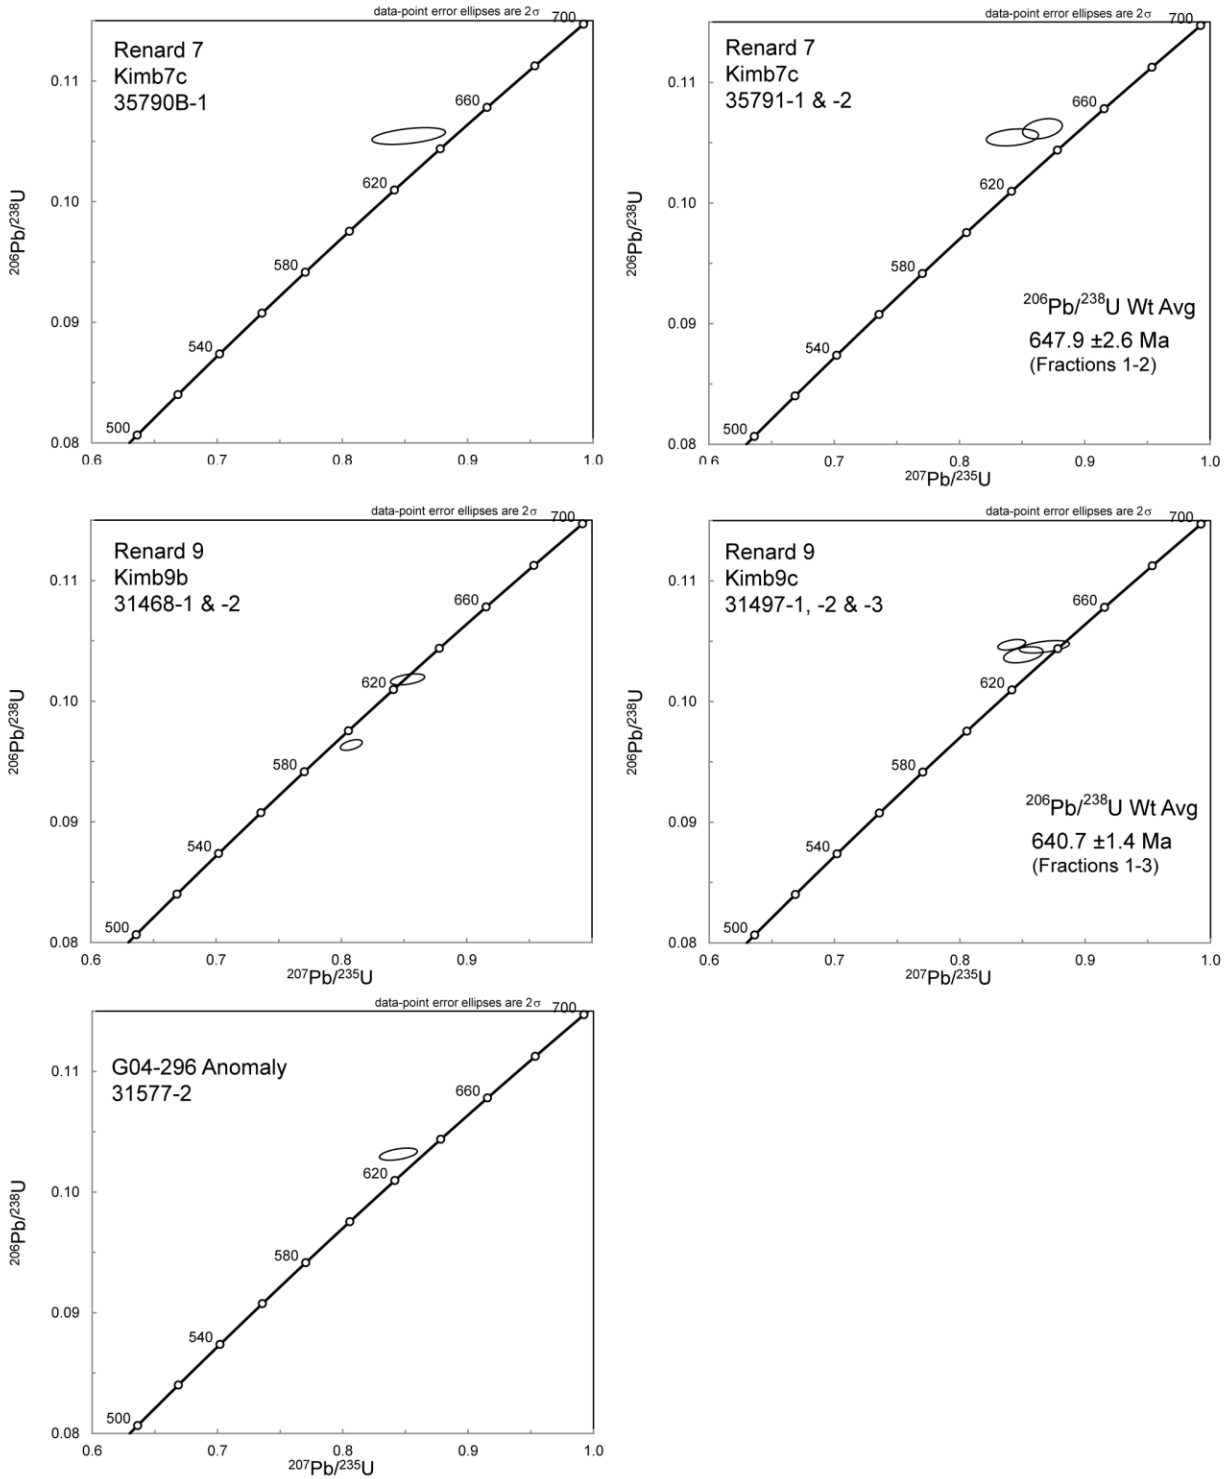 data-point error ellipses are 2σ
700
Renard 7
Kimb7c
35790B-1
0.11
660
620
0.10
580
0.09
540
500
0.08
0.6 0.7 0.8 0.9 1.0
206Pb/238U
data-point error ellipses are 2σ
700
Renard 7
Kimb7c
35791-1 & -2
0.11
660
620
0.10
580
206Pb/238U Wt Avg
647.9 ±2.6 Ma
(Fractions 1-2)
0.09
540
500
0.08
0.6 0.7 0.8 0.9 1.0
206Pb/238U
207Pb/235U
data-point error ellipses are 2σ
700
Renard 9
Kimb9b
31468-1 & -2
0.11
660
620
0.10
580
0.09
540
500
0.08
0.6 0.7 0.8 0.9
206Pb/238U
207Pb/235U
data-point error ellipses are 2σ
700
Renard 9
Kimb9c
31497-1, -2 & -3
0.11
660
620
0.10
580
206Pb/238U Wt Avg
640.7 ±1.4 Ma
(Fractions 1-3)
0.09
540
500
0.08
0.6 0.7 0.8 0.9 1.0
206Pb/238U
207Pb/235U
data-point error ellipses are 2σ
700
G04-296 Anomaly
31577-2
0.11
660
620
0.10
580
0.09
540
500
0.08
0.6 0.7 0.8 0.9 1.0
206Pb/238U
207Pb/235U